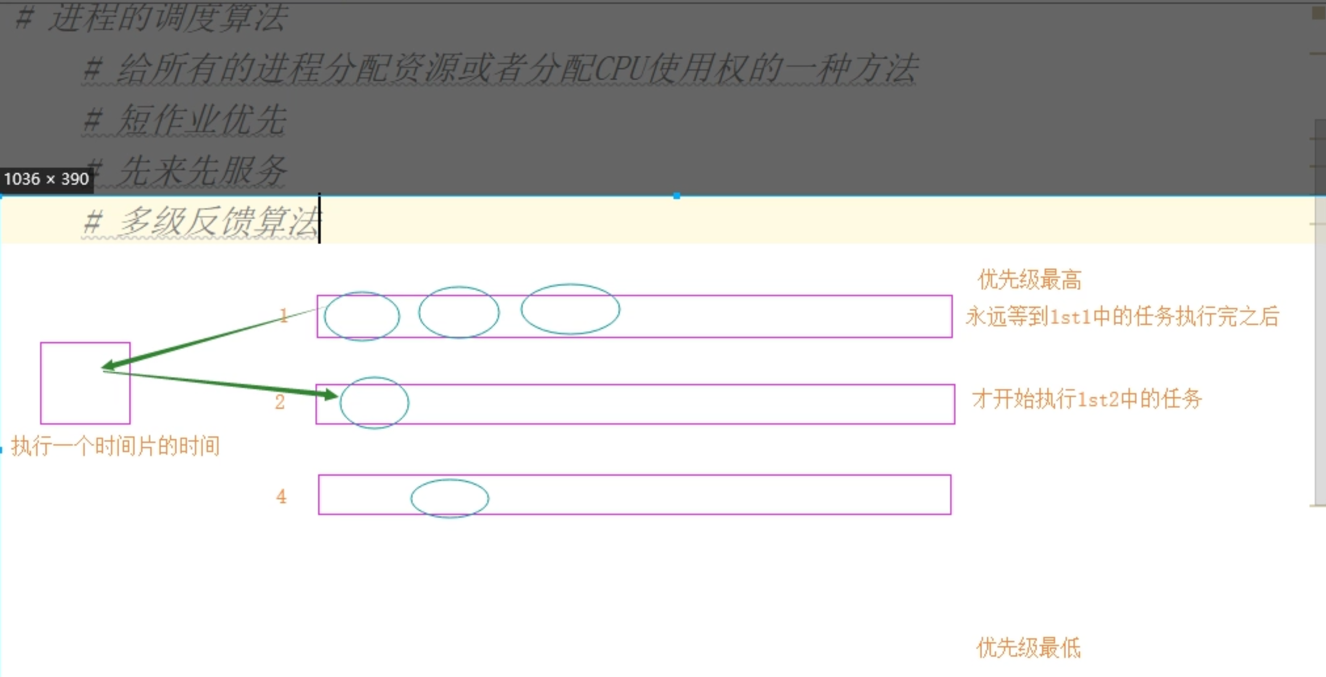 # 进程的调度算法
# 给所有的进程分配资源或者分配CPU使用权的一种方法
# 短作业优先
# 先来先服务
1036 × 390
# 多级反馈算法
优先级最高
1
永远等到1st1中的任务执行完之后
2
才开始执行1st2中的任务
执行一个时间片的时间
4
优先级最低